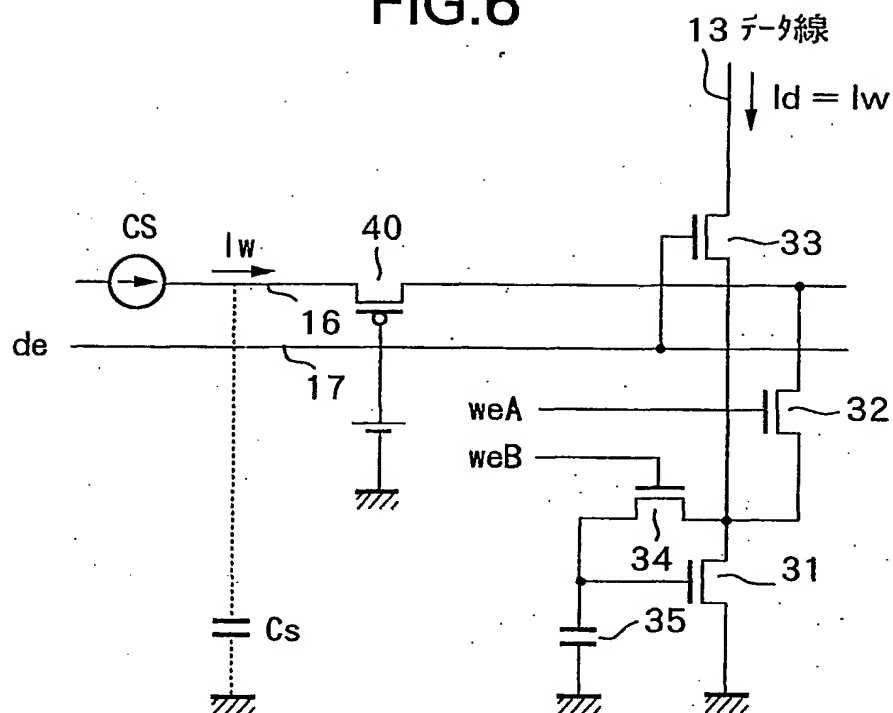 FIG.6
13 データ線
Id = Iw
CS
Iw
40
33
16
de
17
weA
32
weB
34
31
35
Cs